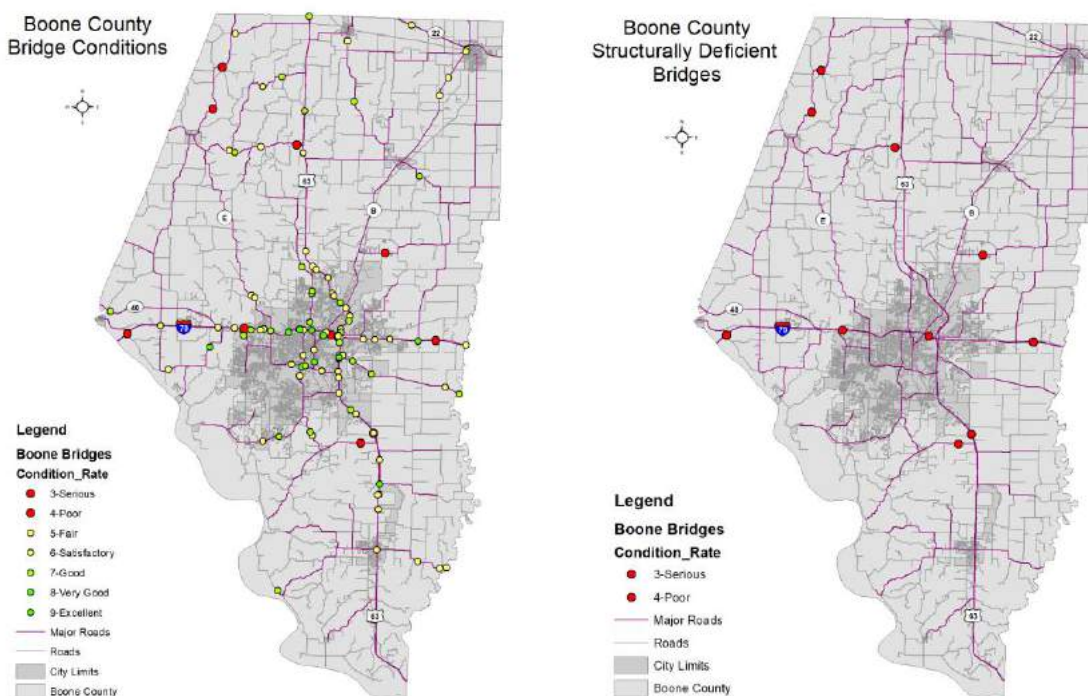 Boone County
Bridge Conditions
22
63
B
E
40
70
63
Legend
Boone Bridges
Condition_Rate
3-Serious
4-Poor
5-Fair
6-Satisfactory
7-Good
8-Very Good
9-Excellent
Major Roads
Roads
City Limits
Boone County
Boone County
Structurally Deficient
Bridges
22
63
B
E
40
70
63
Legend
Boone Bridges
Condition_Rate
3-Serious
4-Poor
Major Roads
Roads
City Limits
Boone County